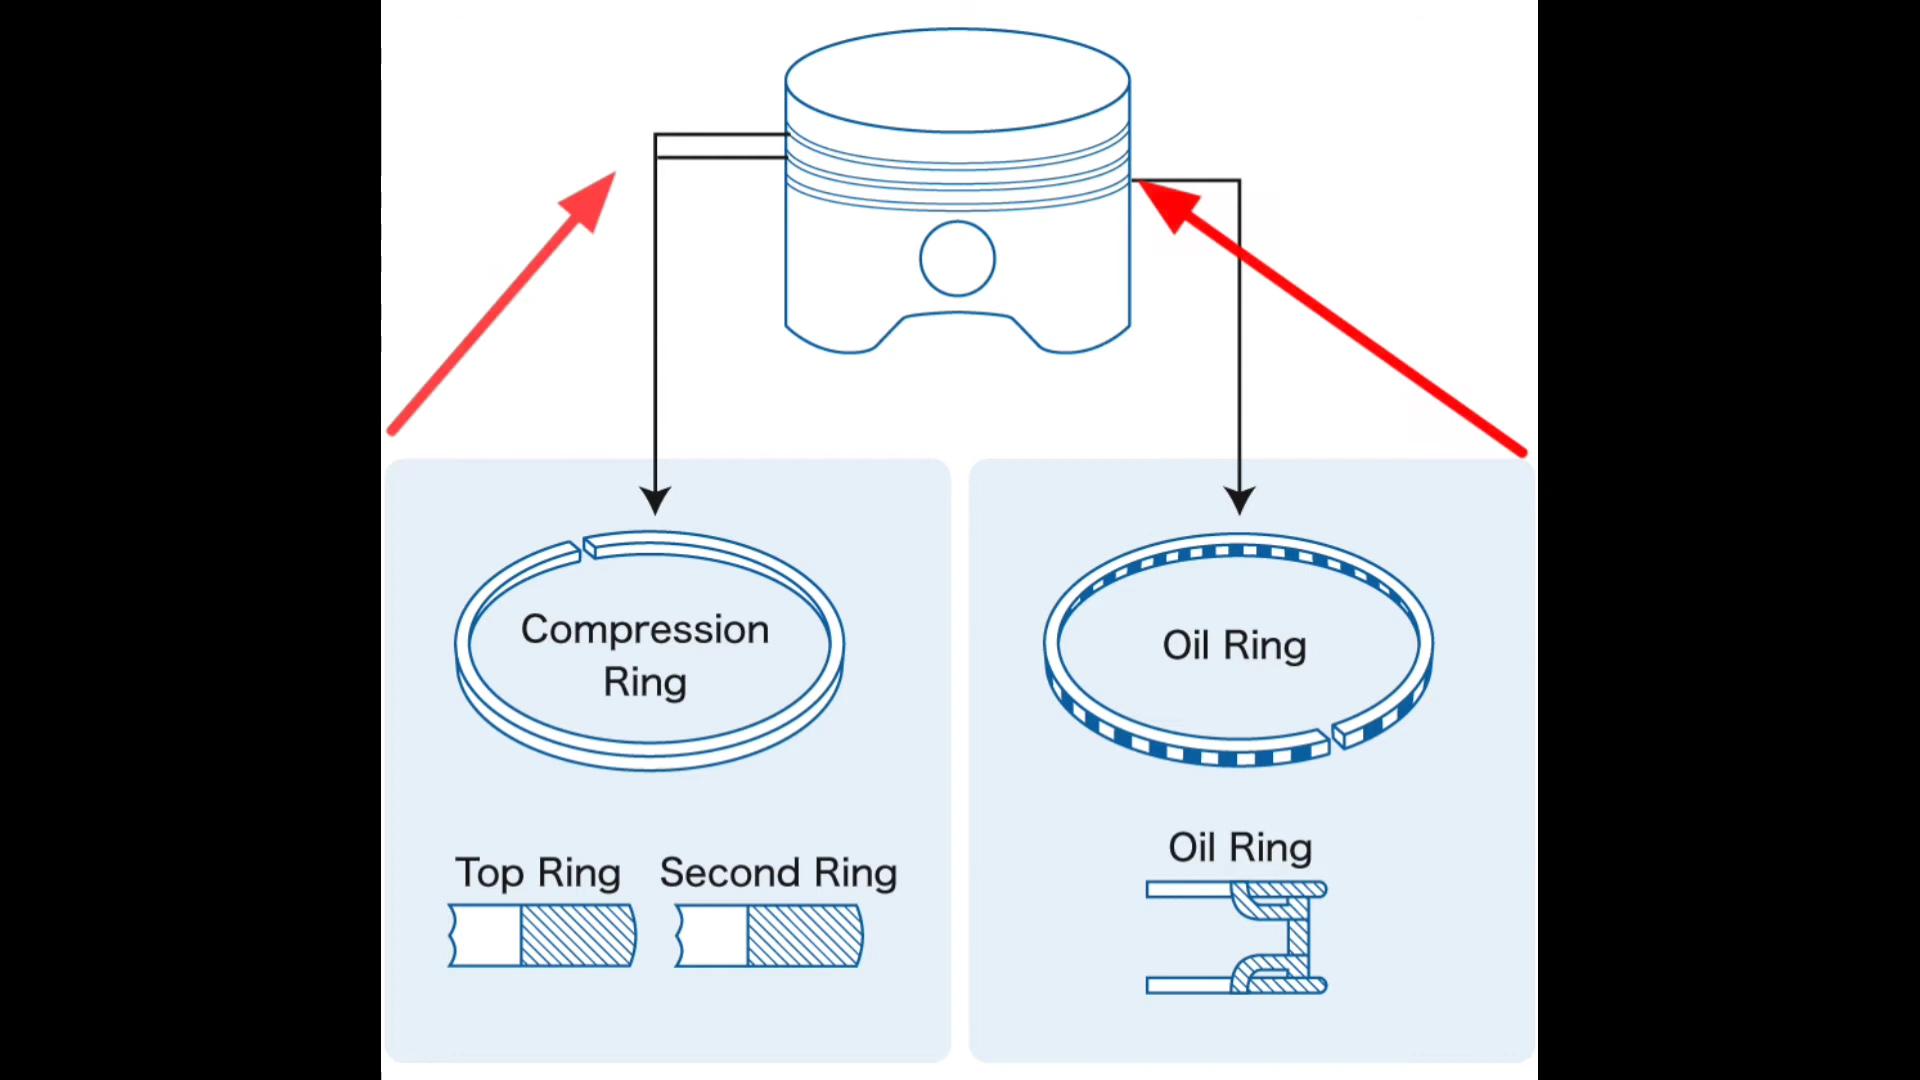 Compression
Ring
Oil Ring
Top Ring
Second Ring
Oil Ring